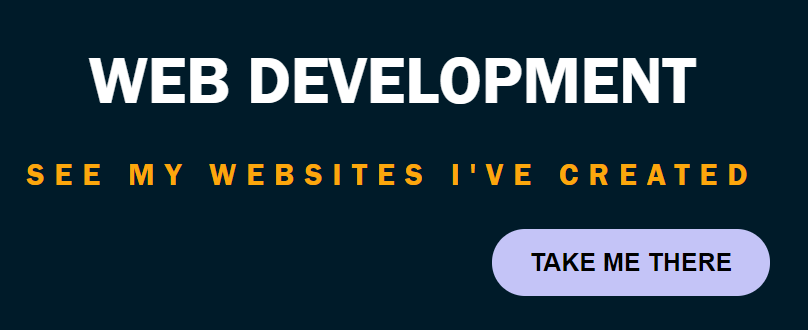 WEB DEVELOPMENT
SEE MY WEBSITES I'VE CREATED
TAKE ME THERE